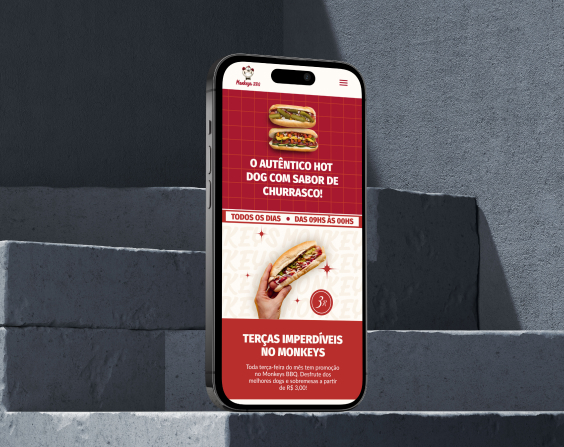 Monkeys BBQ
O AUTÊNTICO HOT
DOG COM SABOR DE
CHURRASCO!
TODOS OS DIAS • DAS 09HS ÀS 00HS
3
TERÇAS IMPERDÍVEIS
NO MONKEYS
Toda terça-feira do mês tem promoção
no Monkeys BBQ. Desfrute dos
melhores dogs e sobremesas a partir
de R$ 3,00!